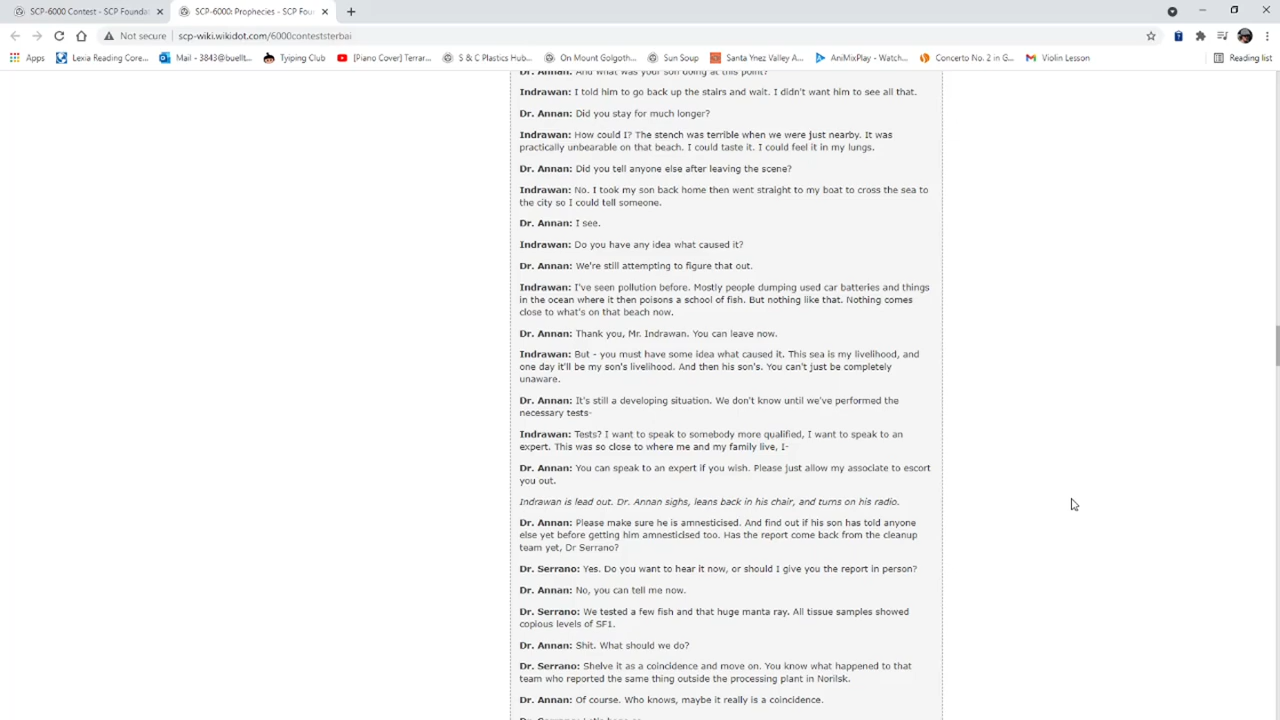 SCP-6000 Contest - SCP Foundat
SCP-6000: Prophecies - SCP Foun
Not secure
scp-wiki.wikidot.com/6000conteststerbai
Apps
Lexia Reading Core...
Mail - 3843@buellt...
Typing Club
[Piano Cover] Terrar...
S & C Plastics Hub...
On Mount Golgoth...
Sun Soup
Santa Ynez Valley A...
AniMixPlay - Watch...
Concerto No. 2 in G...
Violin Lesson
Reading list
Dr. Annan: And what was your son doing at this point?
Indrawan: I told him to go back up the stairs and wait. I didn't want him to see all that.
Dr. Annan: Did you stay for much longer?
Indrawan: How could I? The stench was terrible when we were just nearby. It was
practically unbearable on that beach. I could taste it. I could feel it in my lungs.
Dr. Annan: Did you tell anyone else after leaving the scene?
Indrawan: No. I took my son back home then went straight to my boat to cross the sea to
the city so I could tell someone.
Dr. Annan: I see.
Indrawan: Do you have any idea what caused it?
Dr. Annan: We're still attempting to figure that out.
Indrawan: I've seen pollution before. Mostly people dumping used car batteries and things
in the ocean where it then poisons a school of fish. But nothing like that. Nothing comes
close to what's on that beach now.
Dr. Annan: Thank you, Mr. Indrawan. You can leave now.
Indrawan: But - you must have some idea what caused it. This sea is my livelihood, and
one day it'll be my son's livelihood. And then his son's. You can't just be completely
unaware.
Dr. Annan: It's still a developing situation. We don't know until we've performed the
necessary tests-
Indrawan: Tests? I want to speak to somebody more qualified, I want to speak to an
expert. This was so close to where me and my family live, I-
Dr. Annan: You can speak to an expert if you wish. Please just allow my associate to escort
you out.
Indrawan is lead out. Dr. Annan sighs, leans back in his chair, and turns on his radio.
Dr. Annan: Please make sure he is amnesticised. And find out if his son has told anyone
else yet before getting him amnesticised too. Has the report come back from the cleanup
team yet, Dr Serrano?
Dr. Serrano: Yes. Do you want to hear it now, or should I give you the report in person?
Dr. Annan: No, you can tell me now.
Dr. Serrano: We tested a few fish and that huge manta ray. All tissue samples showed
copious levels of SF1.
Dr. Annan: Shit. What should we do?
Dr. Serrano: Shelve it as a coincidence and move on. You know what happened to that
team who reported the same thing outside the processing plant in Norilsk.
Dr. Annan: Of course. Who knows, maybe it really is a coincidence.
Dr. Serrano: Let's hope so.